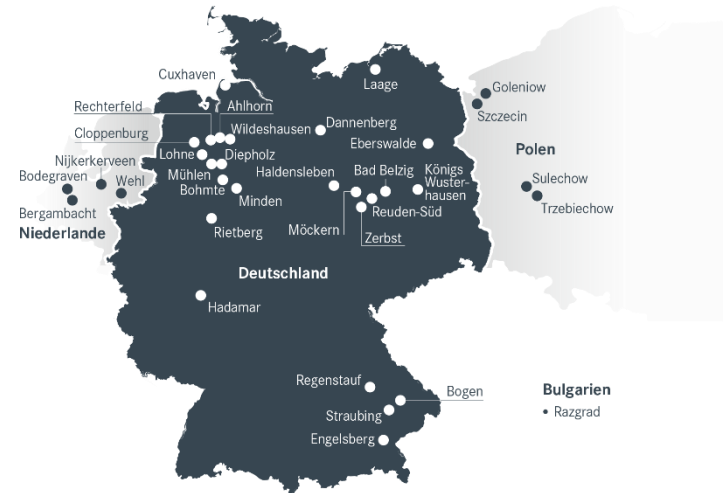 Cuxhaven
Laage
Goleniow
Szczecin
Rechterfeld
Ahlhorn
Wildeshausen
Dannenberg
Cloppenburg
Eberswalde
Polen
Lohne
Diepholz
Nijkerkerveen
Bodegraven
Wehl
Mühlen
Haldensleben
Bad Belzig
Königs
Wuster-
hausen
Sulechow
Bohmte
Minden
Trzebiechow
Bergambacht
Reuden-Süd
Niederlande
Rietberg
Möckern
Zerbst
Deutschland
Hadamar
Regenstauf
Bogen
Bulgarien
Straubing
• Razgrad
Engelsberg